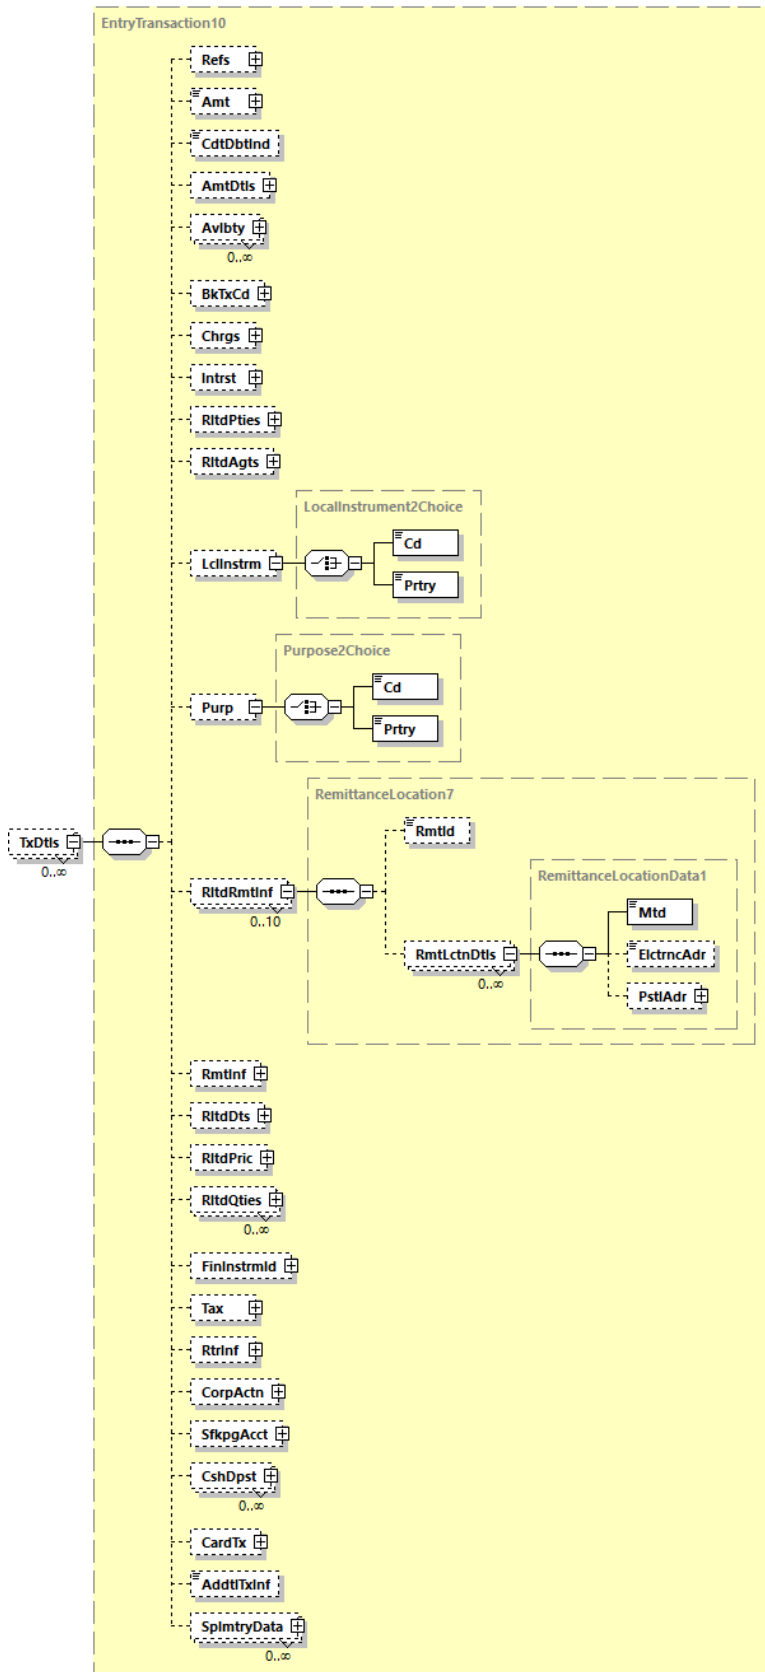 EntryTransaction10
Refs
Amt
CdtDbtInd
AmtDtls
Avlbty
0..∞
BkTxCd
Chrgs
Intrst
RltdPties
RltdAgts
LocalInstrument2Choice
Cd
LclInstrm
Prtry
Purpose2Choice
Cd
Purp
Prtry
RemittanceLocation7
RmtId
TxDtls
0..∞
RemittanceLocationData1
RltdRmtInf
0..10
Mtd
RmtLctnDtls
0..∞
ElctrncAdr
PstlAdr
RmtInf
RltdDts
RltdPric
RltdQties
0..∞
FinInstrmId
Tax
RtrInf
CorpActn
SfkpgAcct
CshDpst
0..∞
CardTx
AddtlTxInf
SplmtryData
0..∞